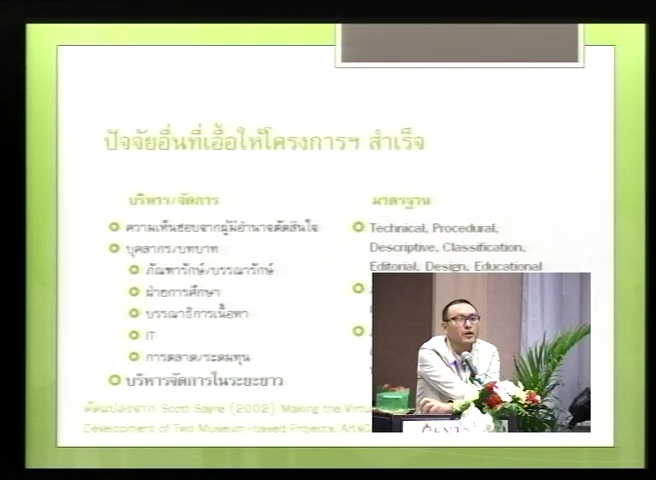 ปัจจัยอื่นที่เอื้อให้โครงการฯ สำเร็จ
บริหาร/จัดการ
ความเห็นชอบจากผู้มีอำนาจตัดสินใจ
บุคลากร/บทบาท
ภัณฑารักษ์/บรรณารักษ์
ฝ่ายการศึกษา
บรรณาธิการเนื้อหา
IT
การตลาด/ระดมทุน
บริหารจัดการในระยะยาว
มาตรฐาน
Technical, Procedural,
Descriptive, Classification,
Editorial, Design, Educational
ดัดแปลงจาก Scott Sayre (2002) Making the
Development of Two Museum-based Projects,